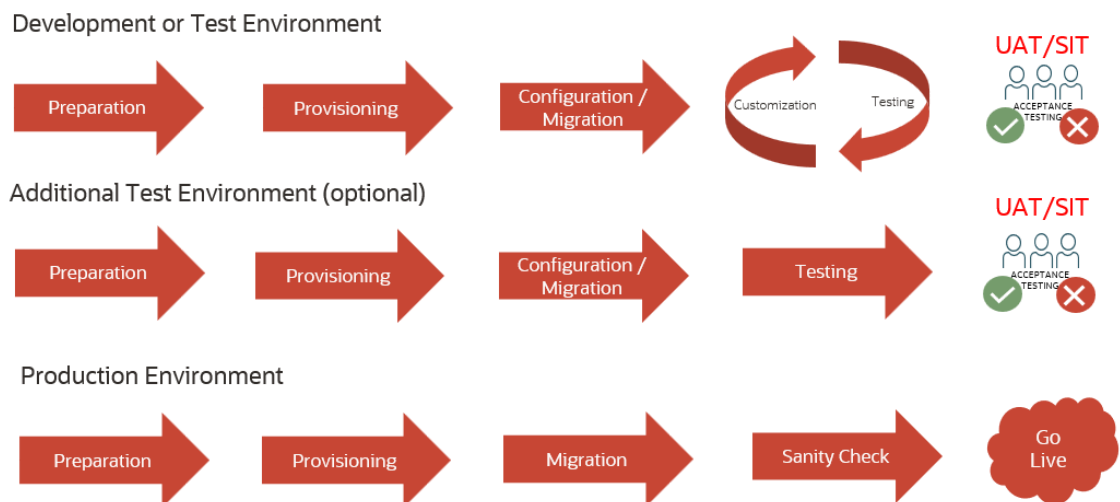 Development or Test Environment
Preparation
Provisioning
Configuration /
Migration
Customization
Testing
UAT/SIT
ACCEPTANCE
TESTING
Additional Test Environment (optional)
Preparation
Provisioning
Configuration /
Migration
Testing
UAT/SIT
ACCEPTANCE
TESTING
Production Environment
Preparation
Provisioning
Migration
Sanity Check
Go
Live